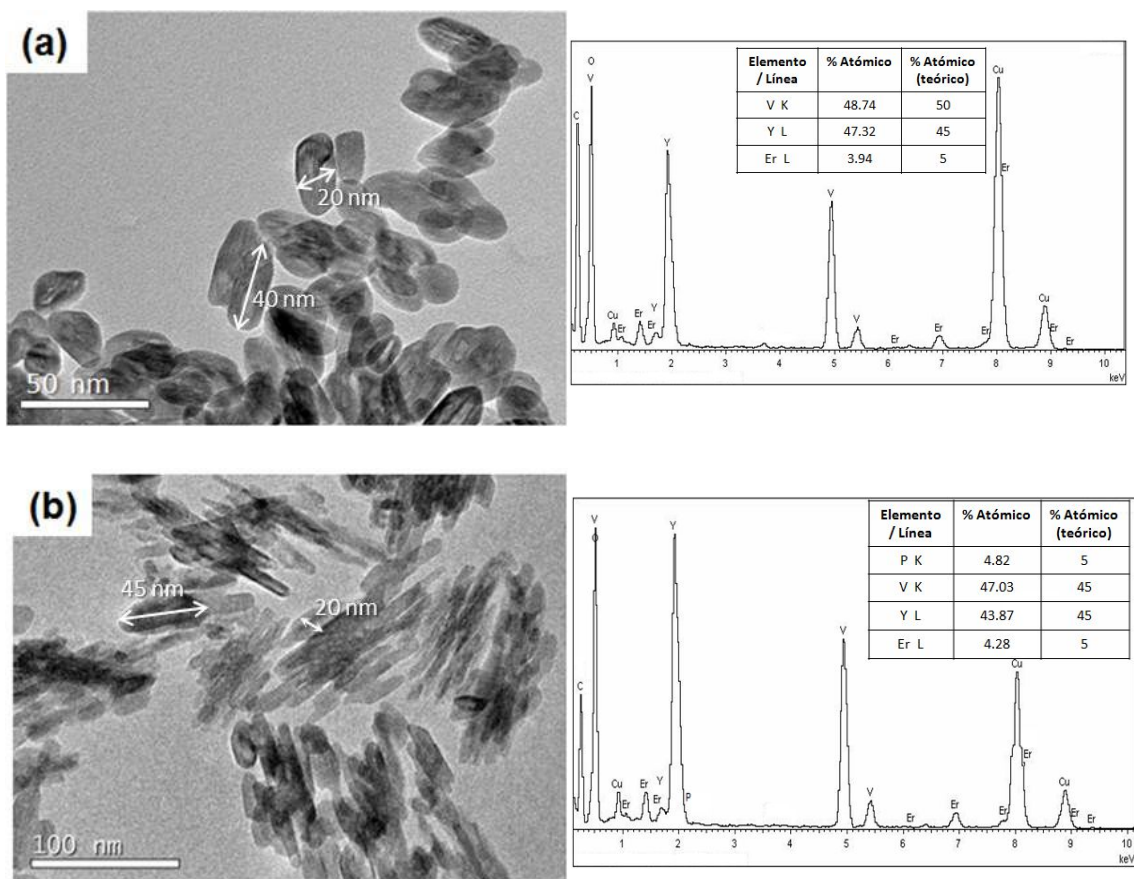 (a)
20 nm
40 nm
50 nm
Elemento / Línea % Atómico % Atómico (teórico)
V K 48.74 50
Y L 47.32 45
Er L 3.94 5
O
V
C
Cu
Er
Er
Er
Y
Y
V
V
Er
Er
Er
Cu
Er
Cu
Er
Er
1 2 3 4 5 6 7 8 9 10
keV
(b)
45 nm
20 nm
100 nm
Elemento / Línea % Atómico % Atómico (teórico)
P K 4.82 5
V K 47.03 45
Y L 43.87 45
Er L 4.28 5
V
O
C
Cu
Er
Er
Er
Y
Y
P
V
V
Er
Er
Er
Cu
Er
Cu
Er
Er
1 2 3 4 5 6 7 8 9 10
keV